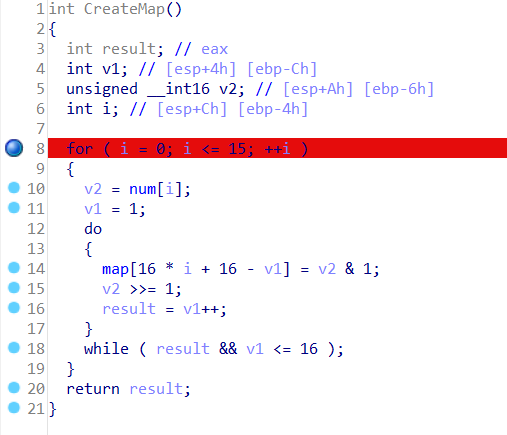 1 int CreateMap()
2 {
3   int result; // eax
4   int v1; // [esp+4h] [ebp-Ch]
5   unsigned __int16 v2; // [esp+Ah] [ebp-6h]
6   int i; // [esp+Ch] [ebp-4h]
7
8   for ( i = 0; i <= 15; ++i )
9   {
10     v2 = num[i];
11     v1 = 1;
12     do
13     {
14       map[16 * i + 16 - v1] = v2 & 1;
15       v2 >>= 1;
16       result = v1++;
17     }
18     while ( result && v1 <= 16 );
19   }
20   return result;
21 }